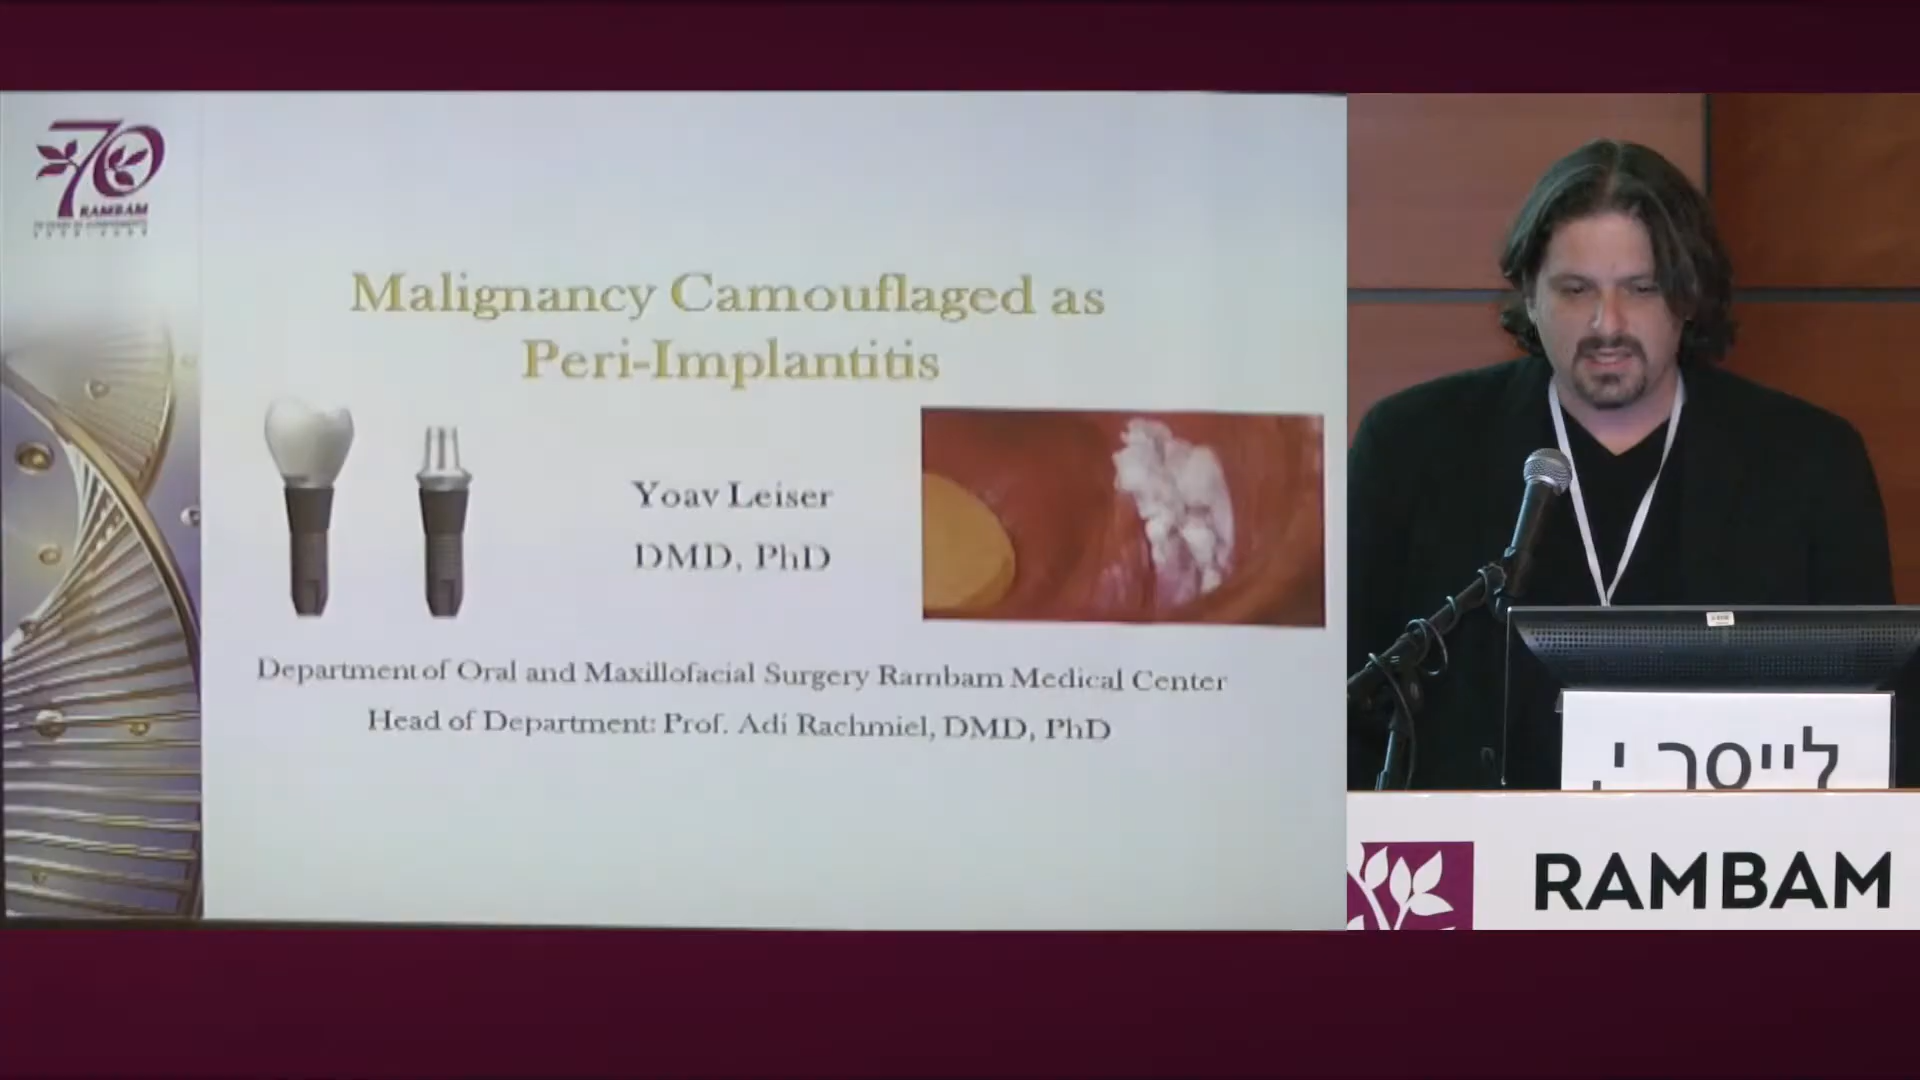 70
RAMBAM
Malignancy Camouflaged as
Peri-Implantitis
Yoav Leiser
DMD, PhD
Department of Oral and Maxillofacial Surgery Rambam Medical Center
Head of Department: Prof. Adi Rachmiel, DMD, PhD
לייסר י.
RAMBAM